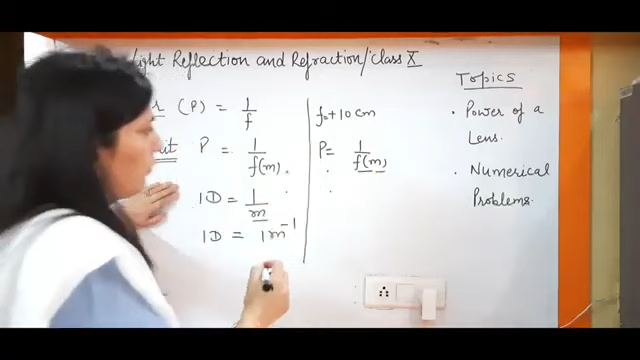 Reflection and Refraction/class X
(P) = 1/f
P = 1/f(m).
1D = 1/m
1D = 1m⁻¹
f = +10 cm
P = 1/f(m)
Topics
· Power of a
Lens.
· Numerical
Problems.